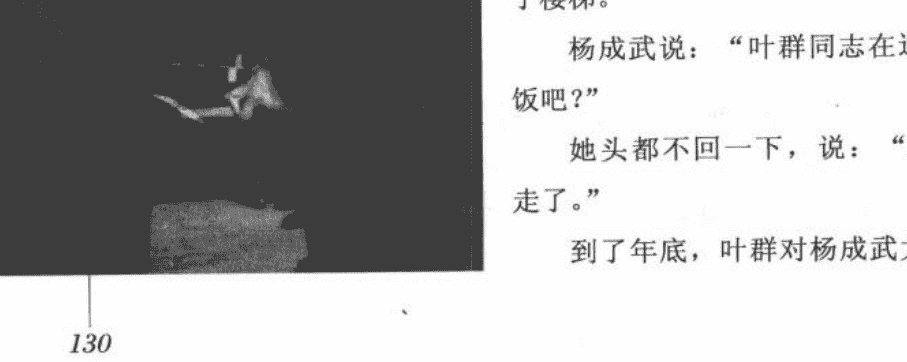 了楼梯。
杨成武说：“叶群同志在
饭吧？”
她头都不回一下，说：“
走了。”
到了年底，叶群对杨成武
130